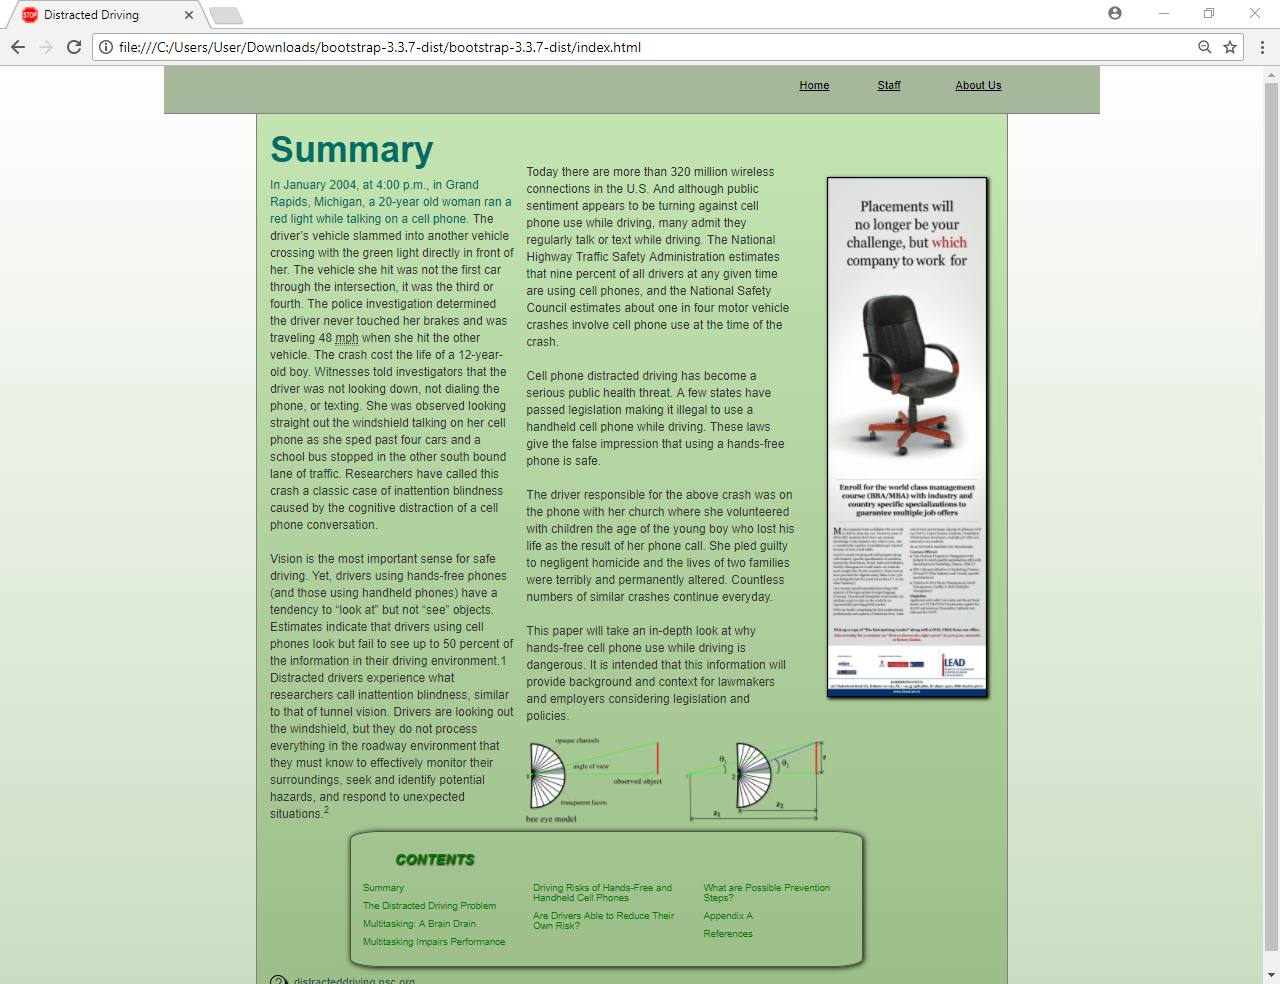 Distracted Driving
file:///C:/Users/User/Downloads/bootstrap-3.3.7-dist/bootstrap-3.3.7-dist/index.html
Home
Staff
About Us
Summary
In January 2004, at 4:00 p.m., in Grand
Rapids, Michigan, a 20-year old woman ran a
red light while talking on a cell phone. The
driver's vehicle slammed into another vehicle
crossing with the green light directly in front of
her. The vehicle she hit was not the first car
through the intersection, it was the third or
fourth. The police investigation determined
the driver never touched her brakes and was
traveling 48 mph when she hit the other
vehicle. The crash cost the life of a 12-year-
old boy. Witnesses told investigators that the
driver was not looking down, not dialing the
phone, or texting. She was observed looking
straight out the windshield talking on her cell
phone as she sped past four cars and a
school bus stopped in the other south bound
lane of traffic. Researchers have called this
crash a classic case of inattention blindness
caused by the cognitive distraction of a cell
phone conversation.
Vision is the most important sense for safe
driving. Yet, drivers using hands-free phones
(and those using handheld phones) have a
tendency to “look at” but not “see” objects.
Estimates indicate that drivers using cell
phones look but fail to see up to 50 percent of
the information in their driving environment.1
Distracted drivers experience what
researchers call inattention blindness, similar
to that of tunnel vision. Drivers are looking out
the windshield, but they do not process
everything in the roadway environment that
they must know to effectively monitor their
surroundings, seek and identify potential
hazards, and respond to unexpected
situations.2
Today there are more than 320 million wireless
connections in the U.S. And although public
sentiment appears to be turning against cell
phone use while driving, many admit they
regularly talk or text while driving. The National
Highway Traffic Safety Administration estimates
that nine percent of all drivers at any given time
are using cell phones, and the National Safety
Council estimates about one in four motor vehicle
crashes involve cell phone use at the time of the
crash.
Cell phone distracted driving has become a
serious public health threat. A few states have
passed legislation making it illegal to use a
handheld cell phone while driving. These laws
give the false impression that using a hands-free
phone is safe.
The driver responsible for the above crash was on
the phone with her church where she volunteered
with children the age of the young boy who lost his
life as the result of her phone call. She pled guilty
to negligent homicide and the lives of two families
were terribly and permanently altered. Countless
numbers of similar crashes continue everyday.
This paper will take an in-depth look at why
hands-free cell phone use while driving is
dangerous. It is intended that this information will
provide background and context for lawmakers
and employers considering legislation and
policies.
opaque channels
angle of view
observed object
transparent facets
bee eye model
1
2
θ1
θ2
r
z1
z2
Placements will
no longer be your
challenge, but which
company to work for
Enroll for the world class management
course (BBA/MBA) with industry and
country specific specializations to
guarantee multiple job offers
LEAD
CONTENTS
Summary
The Distracted Driving Problem
Multitasking: A Brain Drain
Multitasking Impairs Performance
Driving Risks of Hands-Free and
Handheld Cell Phones
Are Drivers Able to Reduce Their
Own Risk?
What are Possible Prevention
Steps?
Appendix A
References
2 distracteddriving.nsc.org